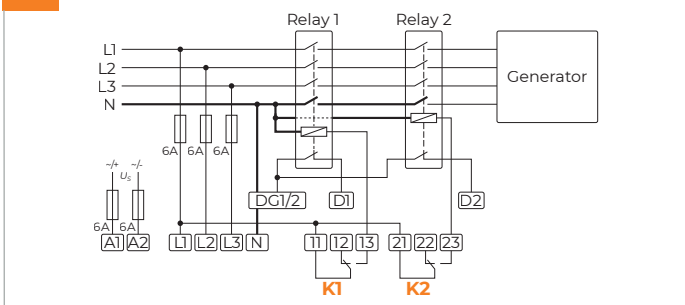 Relay 1 Relay 2
L1
L2
L3
N
Generator
6A 6A 6A
~/+ ~/-
Us
6A 6A
DG1/2 D1 D2
A1 A2 L1 L2 L3 N 11 12 13 21 22 23
K1 K2